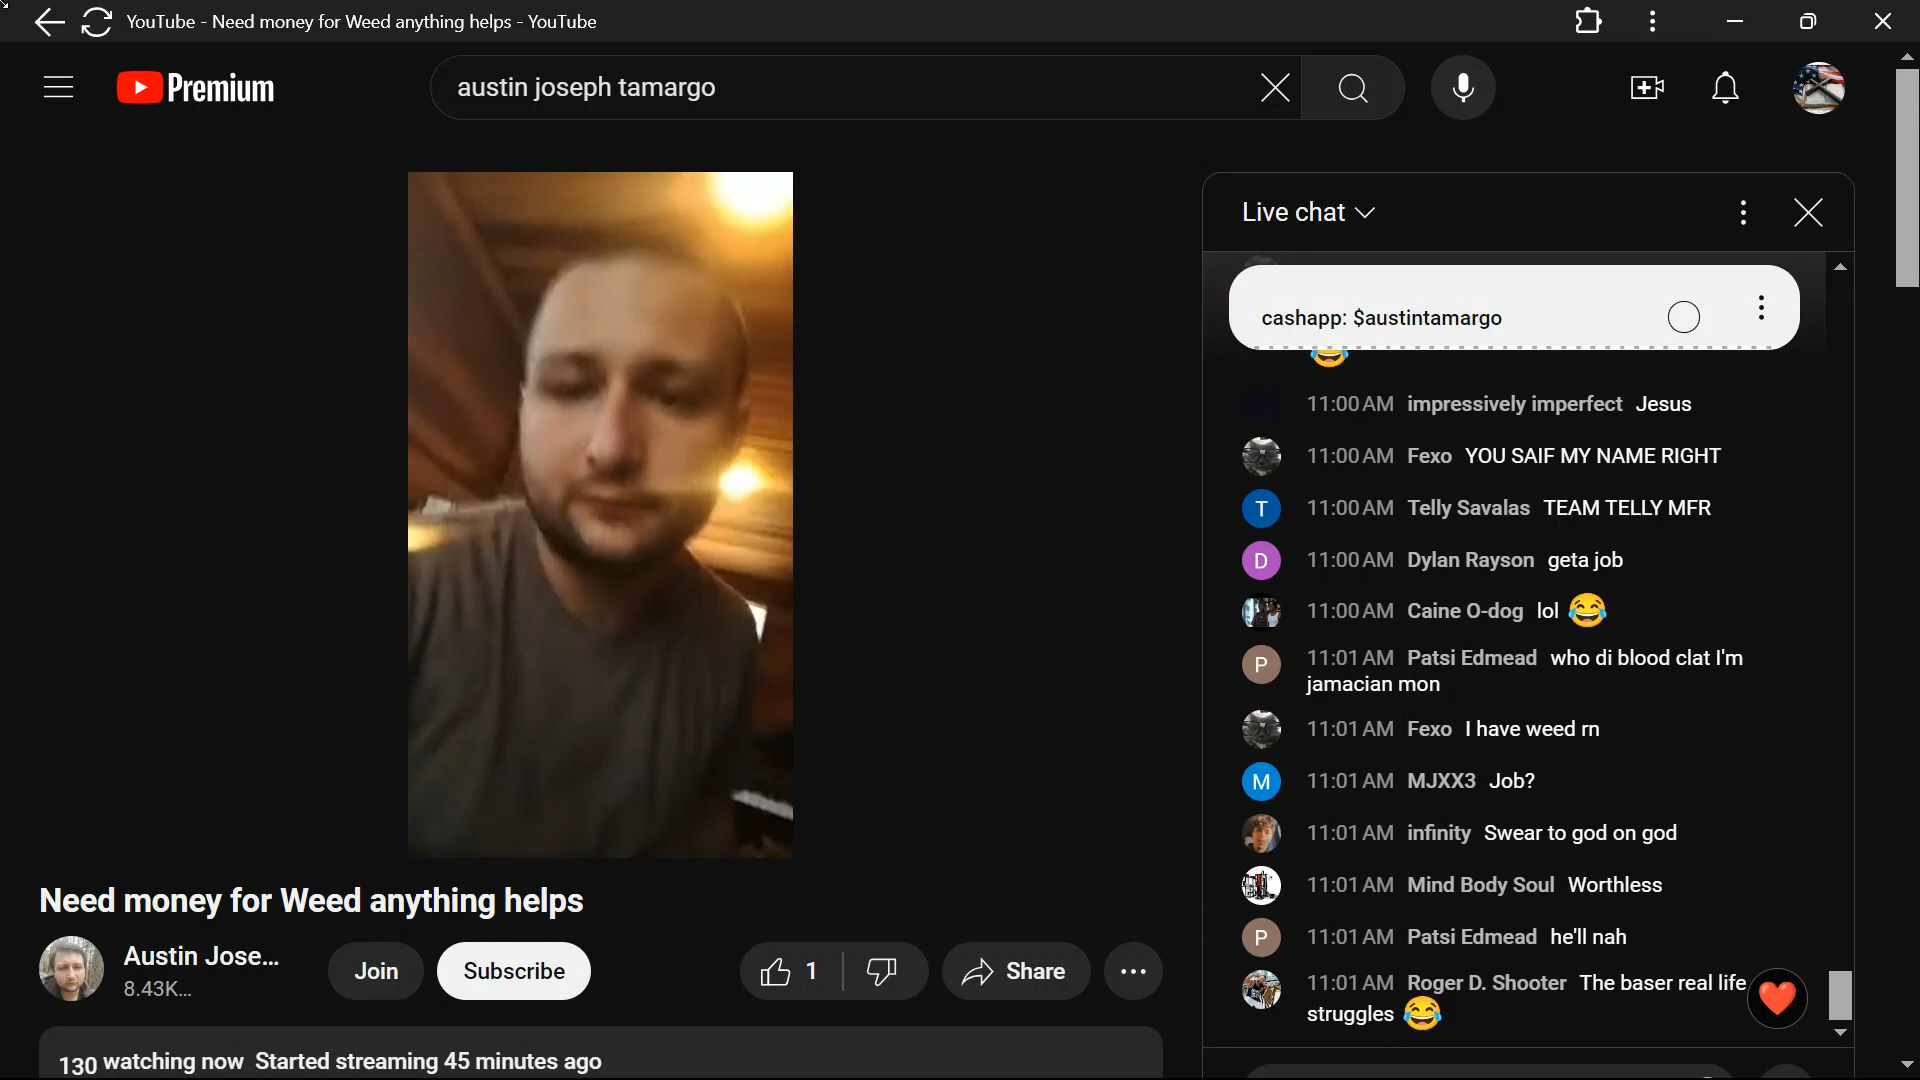 YouTube - Need money for Weed anything helps - YouTube
Premium
austin joseph tamargo
Live chat
cashapp: $austintamargo
11:00 AM impressively imperfect Jesus
11:00 AM Fexo YOU SAIF MY NAME RIGHT
T 11:00 AM Telly Savalas TEAM TELLY MFR
D 11:00 AM Dylan Rayson geta job
11:00 AM Caine O-dog lol 😂
P 11:01 AM Patsi Edmead who di blood clat I'm
jamacian mon
11:01 AM Fexo I have weed rn
M 11:01 AM MJXX3 Job?
11:01 AM infinity Swear to god on god
11:01 AM Mind Body Soul Worthless
P 11:01 AM Patsi Edmead he'll nah
11:01 AM Roger D. Shooter The baser real life
struggles 😂
Need money for Weed anything helps
Austin Jose...
8.43K...
Join
Subscribe
1
Share
130 watching now Started streaming 45 minutes ago